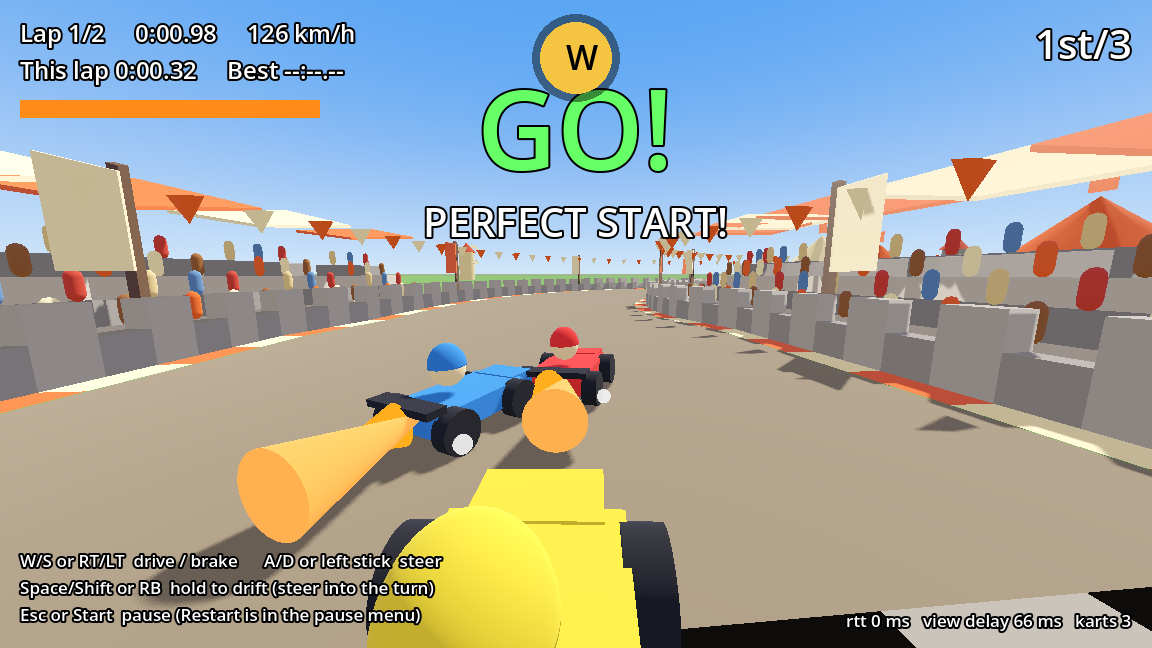 Lap 1/2 0:00.98 126 km/h
This lap 0:00.32 Best --:--.--
W
1st/3
GO!
PERFECT START!
W/S or RT/LT drive / brake A/D or left stick steer
Space/Shift or RB hold to drift (steer into the turn)
Esc or Start pause (Restart is in the pause menu)
rtt 0 ms view delay 66 ms karts 3